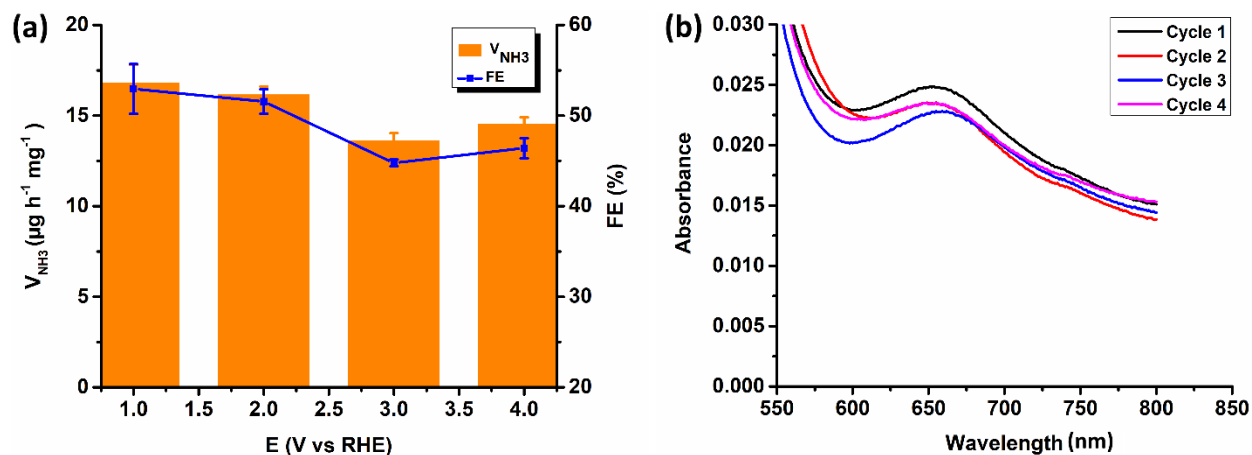 (a)
V_NH3
FE
V_NH3 (µg h⁻¹ mg⁻¹)
20
15
10
5
0
FE (%)
60
50
40
30
20
1.0 1.5 2.0 2.5 3.0 3.5 4.0
E (V vs RHE)
(b)
Cycle 1
Cycle 2
Cycle 3
Cycle 4
Absorbance
0.030
0.025
0.020
0.015
0.010
0.005
0.000
550 600 650 700 750 800 850
Wavelength (nm)